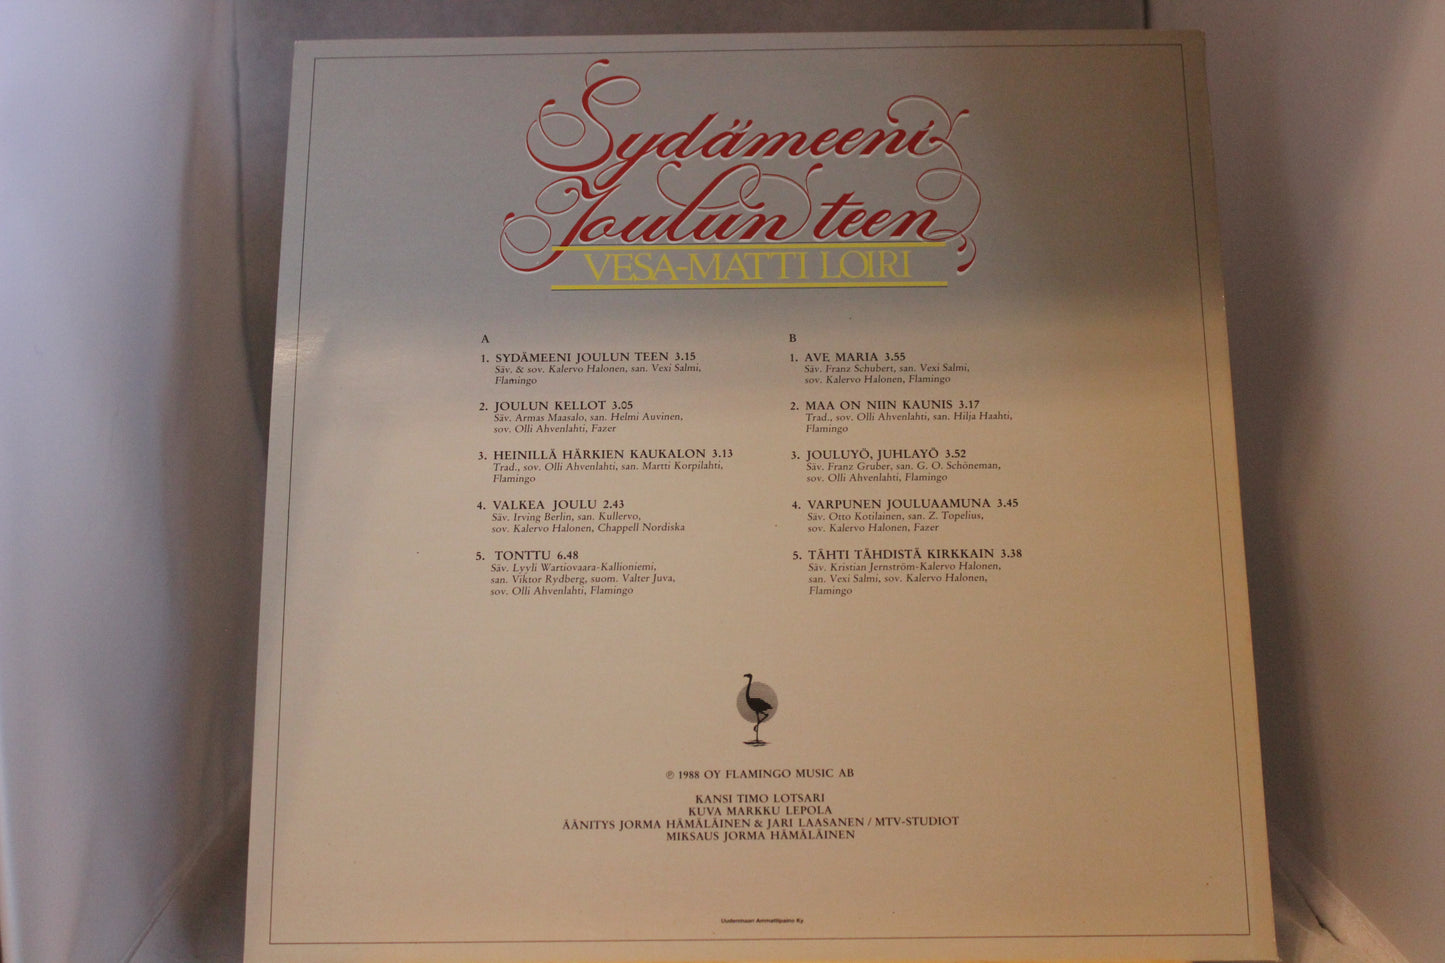 Sydämeeni
Joulun teen
VESA-MATTI LOIRI
A
1. SYDÄMEENI JOULUN TEEN 3.15
Säv. & sov. Kalervo Halonen, san. Vexi Salmi,
Flamingo
2. JOULUN KELLOT 3.05
Säv. Armas Maasalo, san. Helmi Auvinen,
sov. Olli Ahvenlahti, Fazer
3. HEINILLÄ HÄRKIEN KAUKALON 3.13
Trad., sov. Olli Ahvenlahti, san. Martti Korpilahti,
Flamingo
4. VALKEA JOULU 2.43
Säv. Irving Berlin, san. Kullervo,
sov. Kalervo Halonen, Chappell Nordiska
5. TONTTU 6.48
Säv. Lyyli Wartiovaara-Kallioniemi,
san. Viktor Rydberg, suom. Valter Juva,
sov. Olli Ahvenlahti, Flamingo
B
1. AVE MARIA 3.55
Säv. Franz Schubert, san. Vexi Salmi,
sov. Kalervo Halonen, Flamingo
2. MAA ON NIIN KAUNIS 3.17
Trad., sov. Olli Ahvenlahti, san. Hilja Haahti,
Flamingo
3. JOULUYÖ, JUHLAYÖ 3.52
Säv. Franz Gruber, san. G. O. Schöneman,
sov. Olli Ahvenlahti, Flamingo
4. VARPUNEN JOULUAAMUNA 3.45
Säv. Otto Kotilainen, san. Z. Topelius,
sov. Kalervo Halonen, Fazer
5. TÄHTI TÄHDISTÄ KIRKKAIN 3.38
Säv. Kristian Jernström-Kalervo Halonen,
san. Vexi Salmi, sov. Kalervo Halonen,
Flamingo
℗ 1988 OY FLAMINGO MUSIC AB
KANSI TIMO LOTSARI
KUVA MARKKU LEPOLA
ÄÄNITYS JORMA HÄMÄLÄINEN & JARI LAASANEN / MTV-STUDIOT
MIKSAUS JORMA HÄMÄLÄINEN
Uudenmaan Ammattipaino Ky